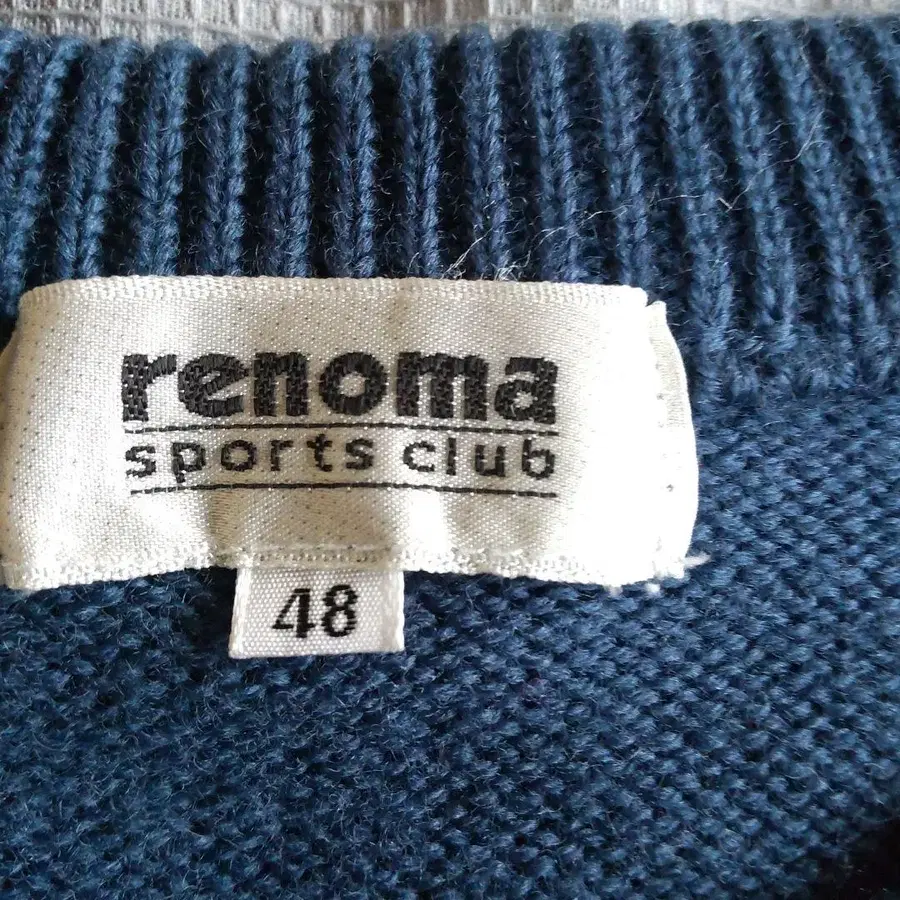 renoma
sports club
48